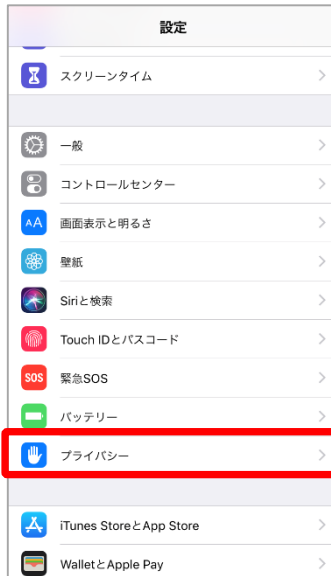 設定
スクリーンタイム
一般
コントロールセンター
AA 画面表示と明るさ
壁紙
Siriと検索
Touch IDとパスコード
SOS 緊急SOS
バッテリー
プライバシー
iTunes StoreとApp Store
WalletとApple Pay